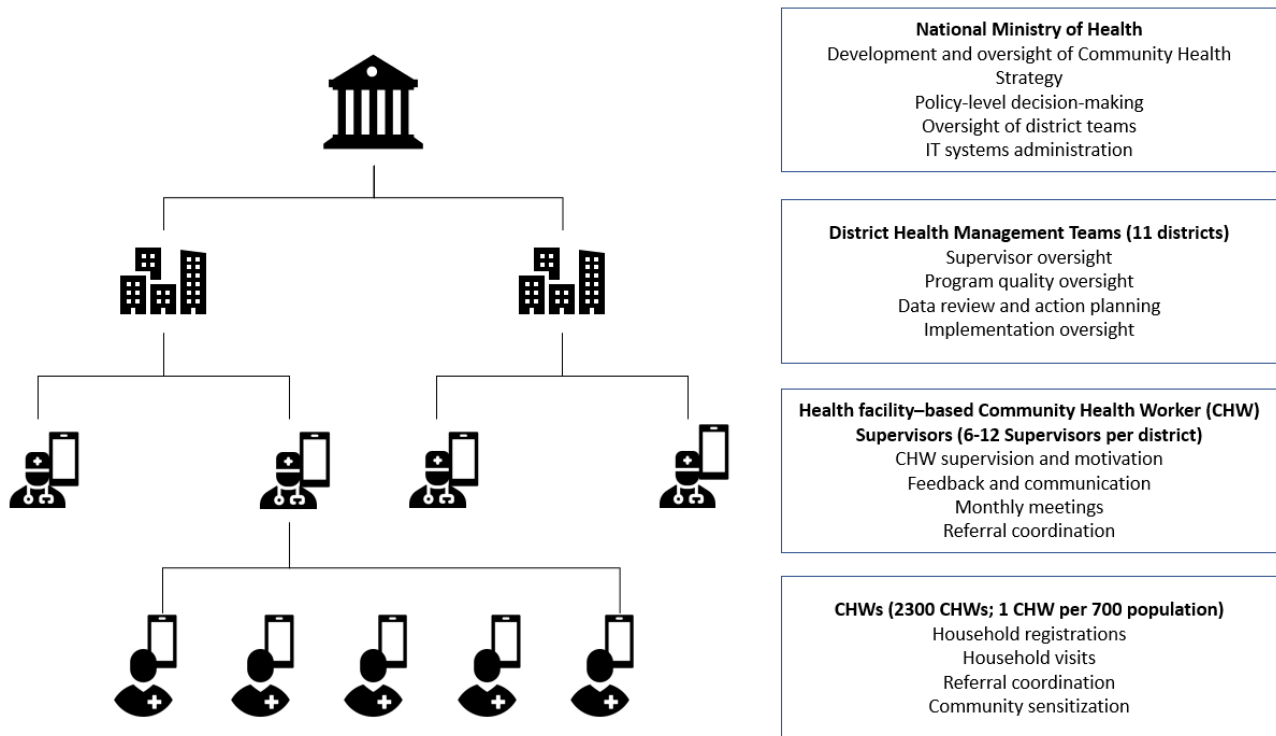 National Ministry of Health
Development and oversight of Community Health
Strategy
Policy-level decision-making
Oversight of district teams
IT systems administration
District Health Management Teams (11 districts)
Supervisor oversight
Program quality oversight
Data review and action planning
Implementation oversight
Health facility–based Community Health Worker (CHW)
Supervisors (6-12 Supervisors per district)
CHW supervision and motivation
Feedback and communication
Monthly meetings
Referral coordination
CHWs (2300 CHWs; 1 CHW per 700 population)
Household registrations
Household visits
Referral coordination
Community sensitization